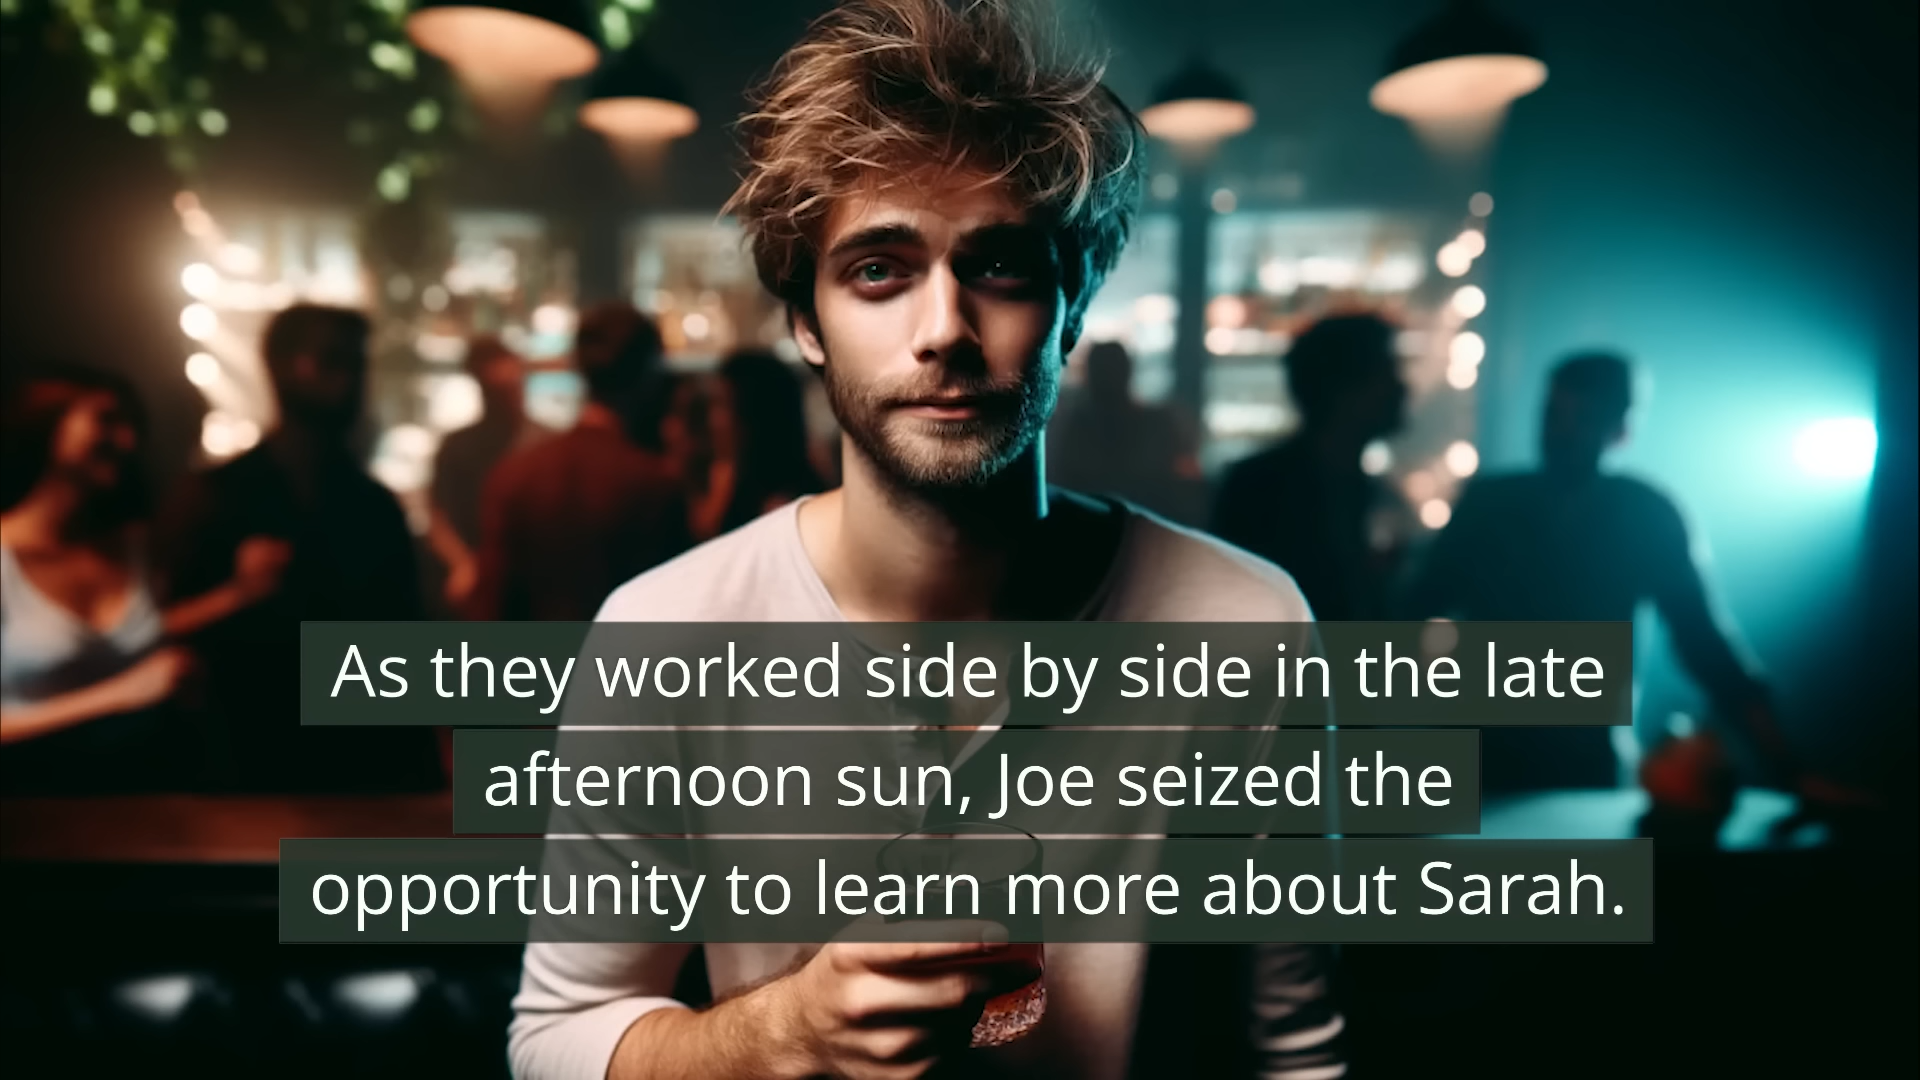 As they worked side by side in the late
afternoon sun, Joe seized the
opportunity to learn more about Sarah.